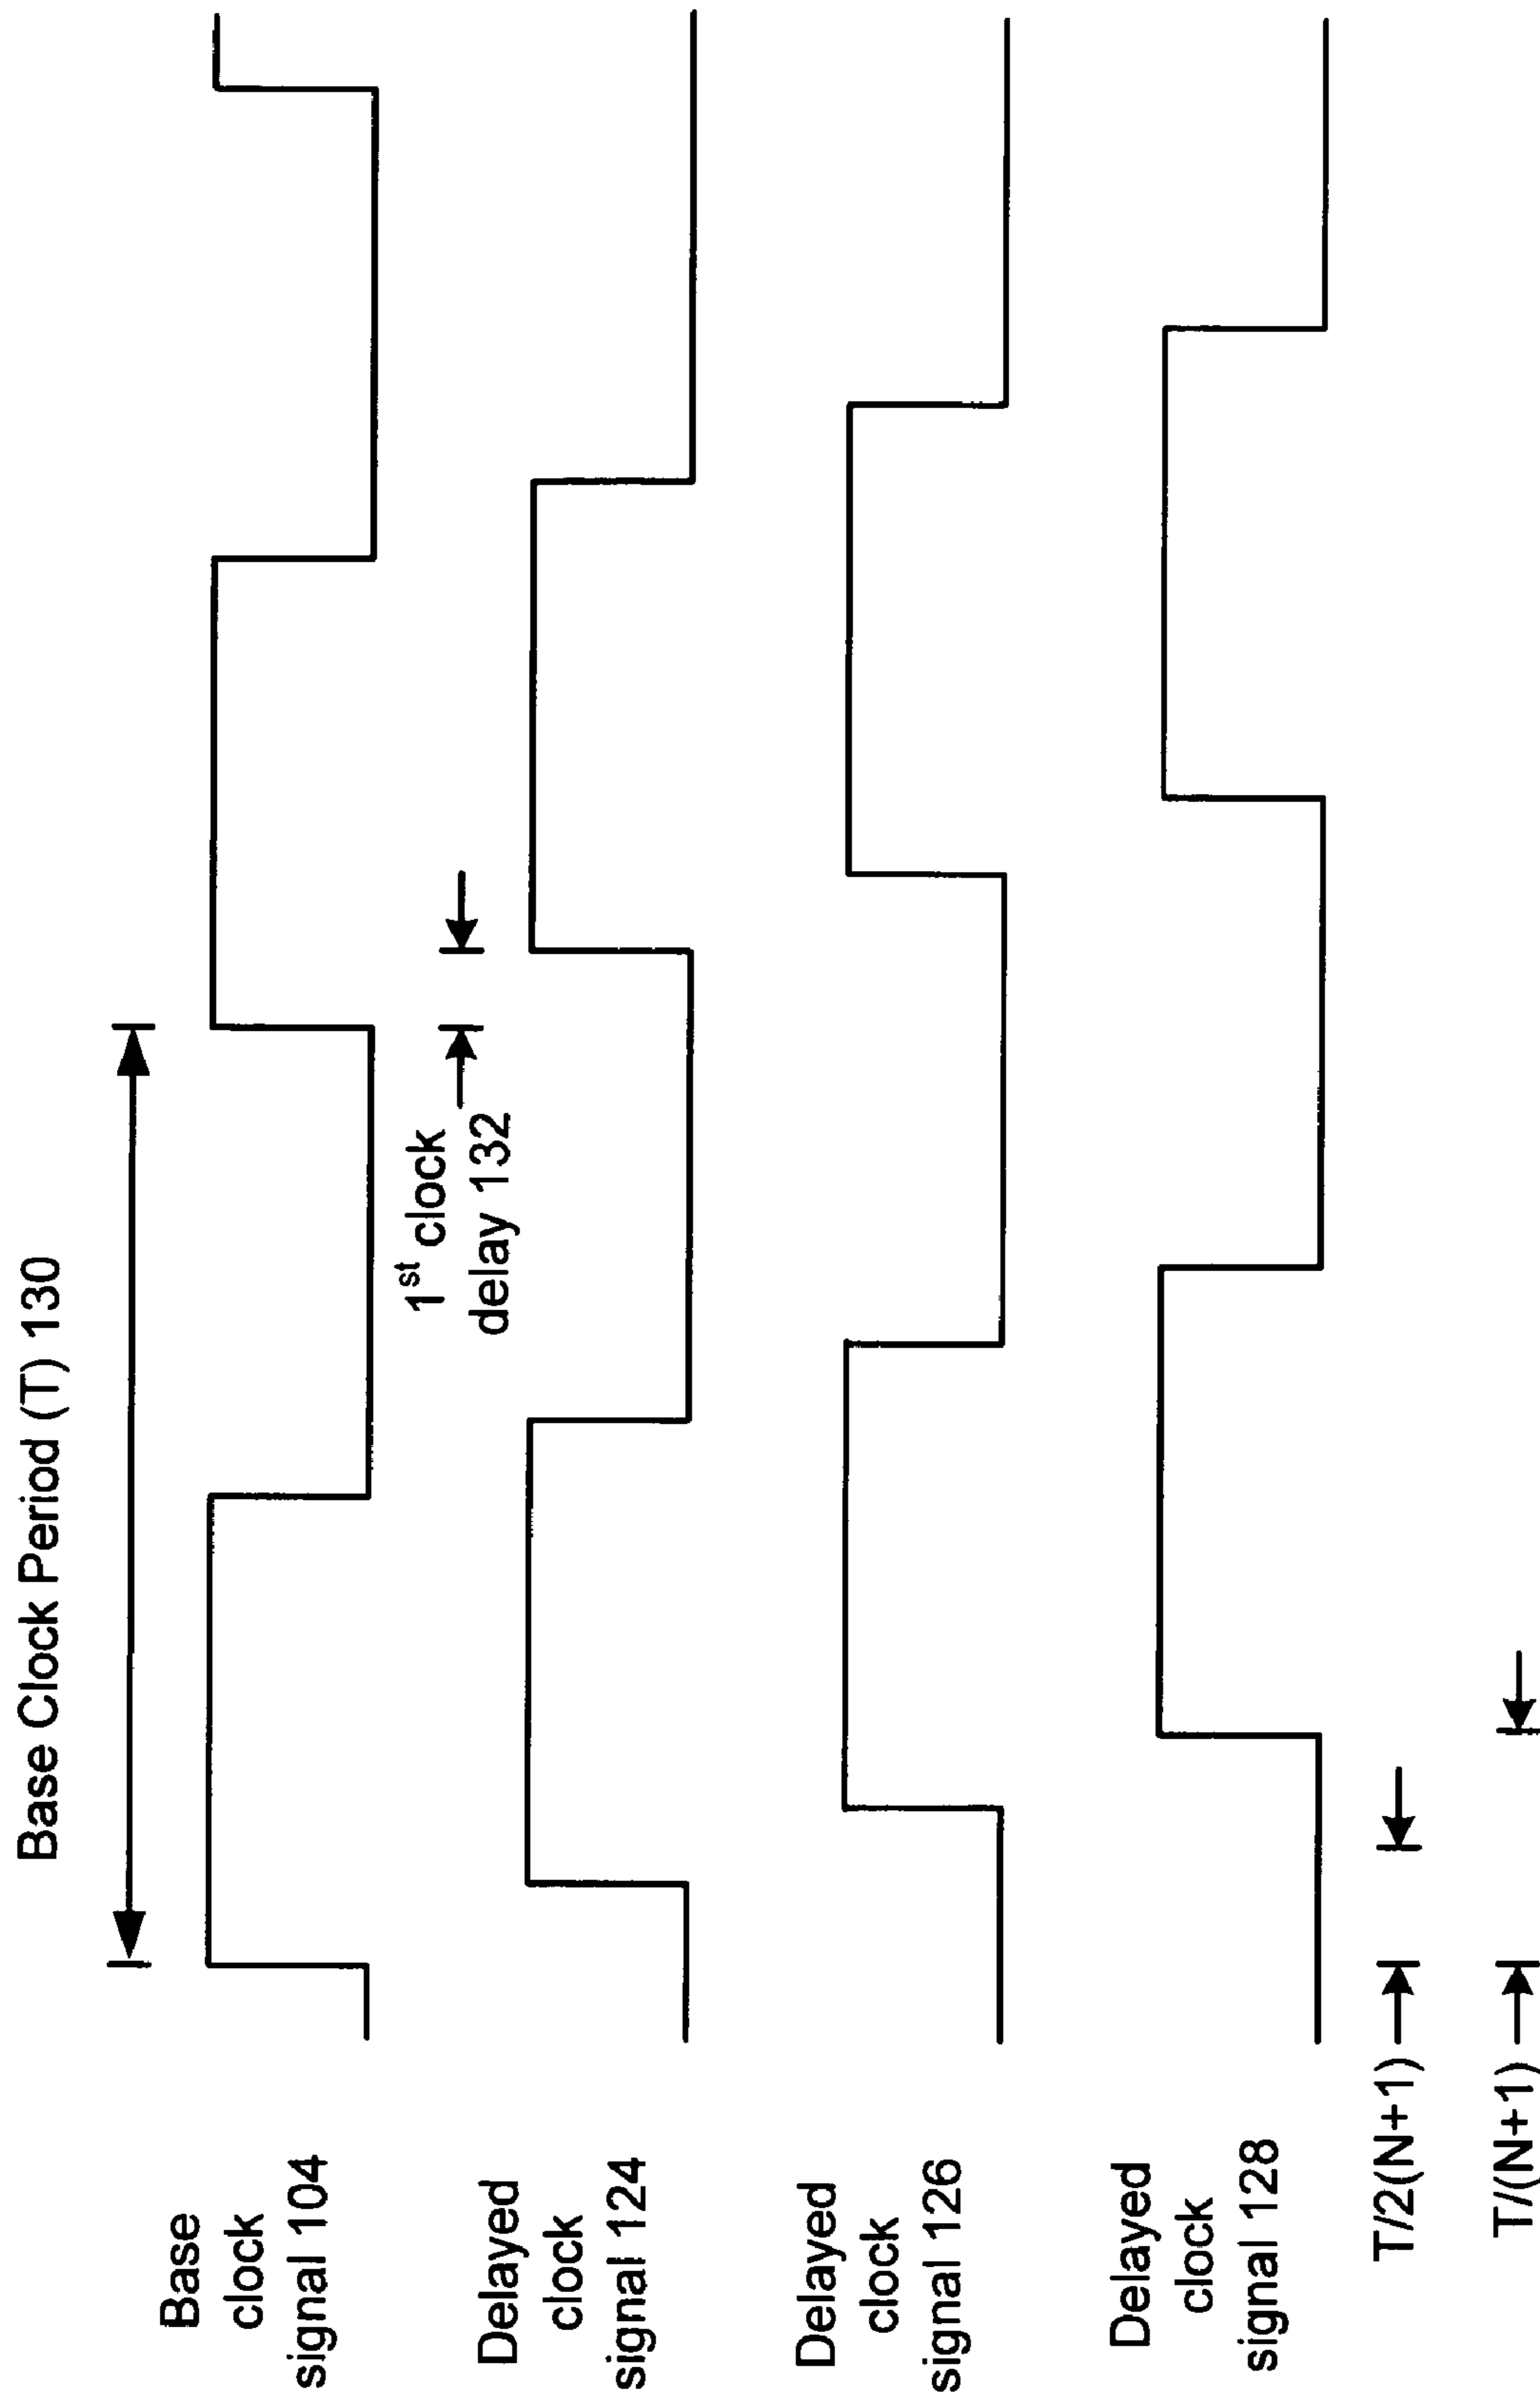 Base Clock Period (T) 130
Base
clock
signal 104
1st clock
delay 132
Delayed
clock
signal 124
Delayed
clock
signal 126
Delayed
clock
signal 128
T/2(N+1)
T/(N+1)